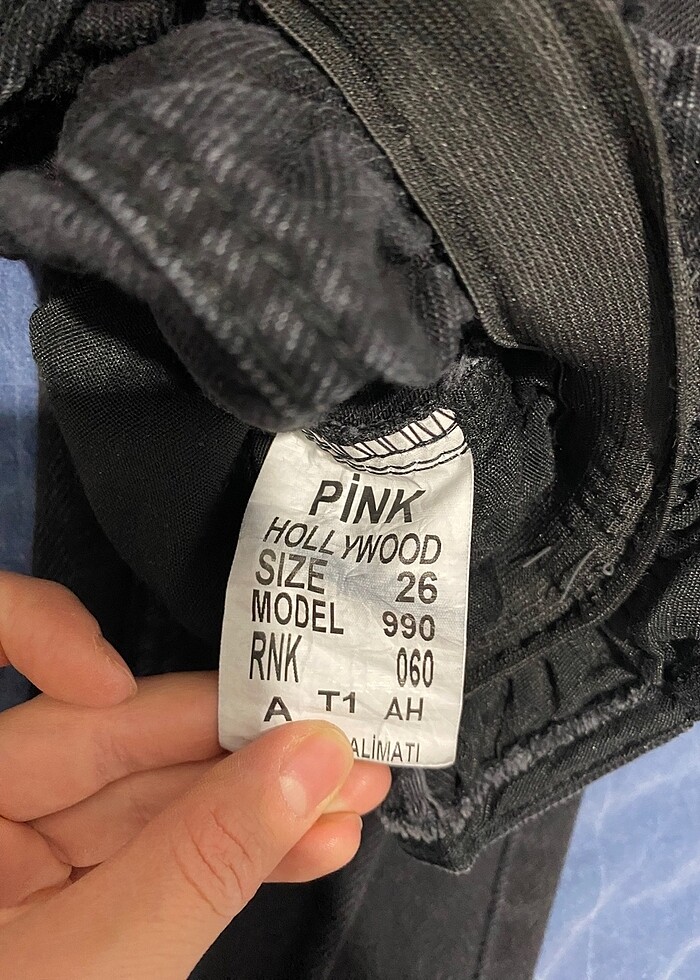 PİNK
HOLLYWOOD
SIZE 26
MODEL 990
RNK 060
A T1 AH